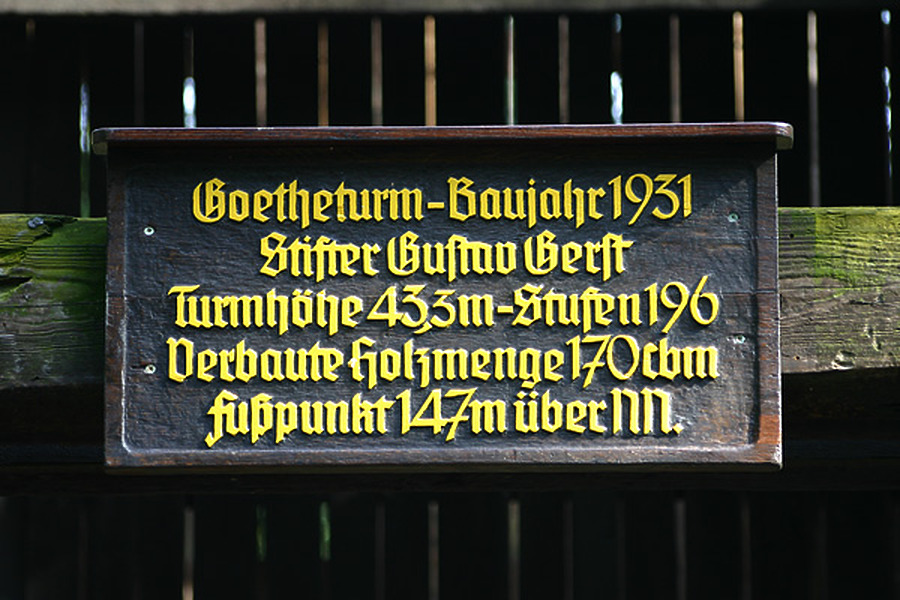 Goetheturm-Baujahr 1931
Stifter Gustav Gerst
Turmhöhe 43,3m-Stufen 196
Verbaute Holzmenge 170 cbm
Fußpunkt 147m über NN.